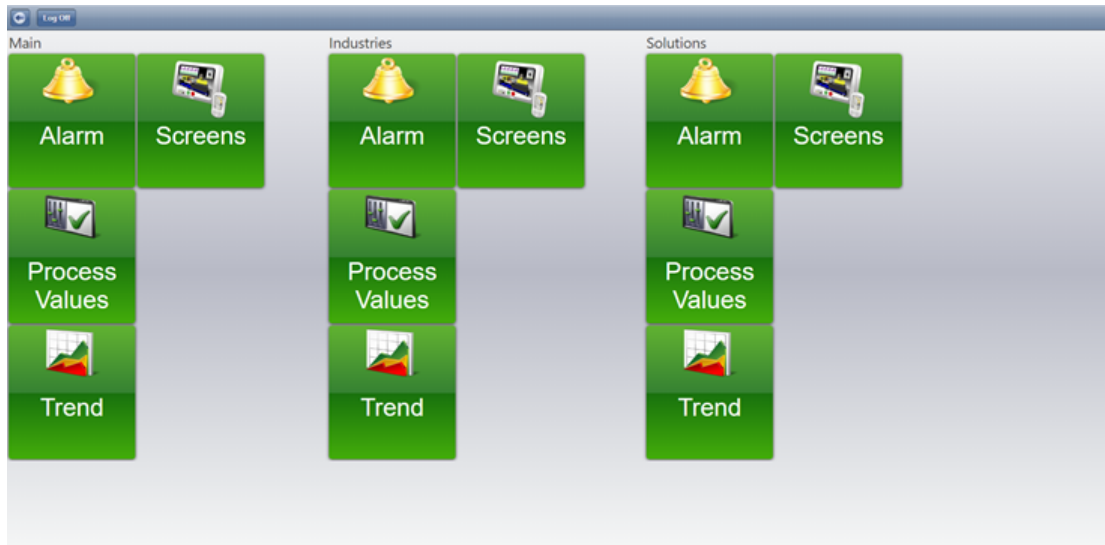 Log Off
Main
Alarm
Screens
Process
Values
Trend
Industries
Alarm
Screens
Process
Values
Trend
Solutions
Alarm
Screens
Process
Values
Trend